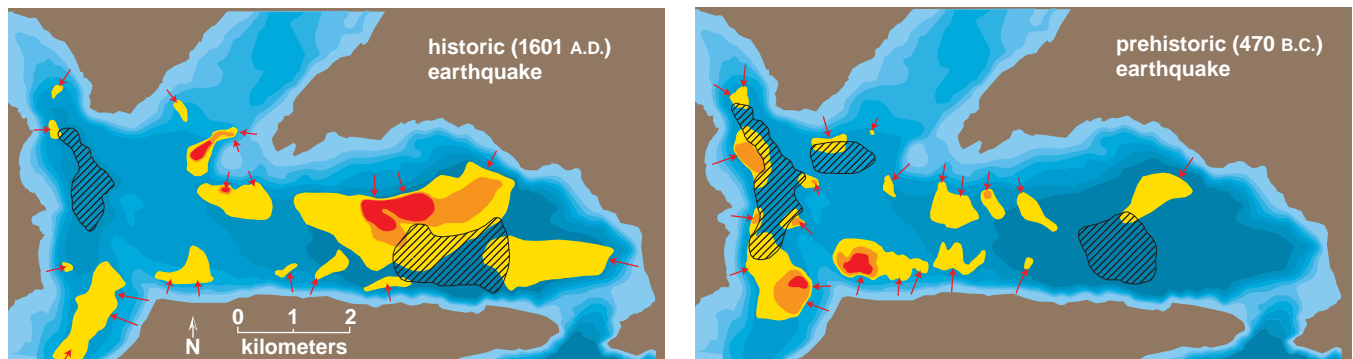 historic (1601 A.D.)
earthquake
0 1 2
N kilometers
prehistoric (470 B.C.)
earthquake